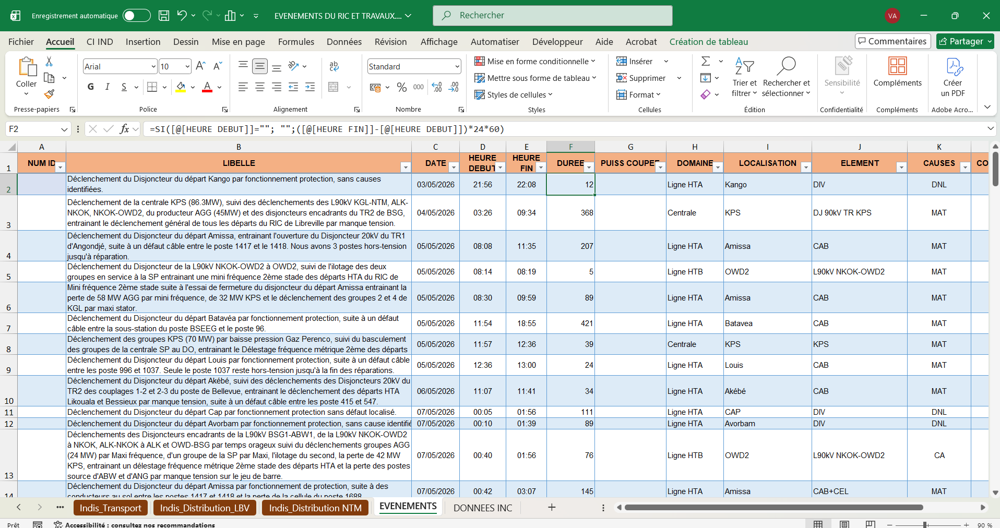 Enregistrement automatique
EVENEMENTS DU RIC ET TRAVAUX....
Rechercher
VA
Fichier Accueil CI IND Insertion Dessin Mise en page Formules Données Révision Affichage Automatiser Développeur Aide Acrobat Création de tableau
Commentaires Partager
Coller
Presse-papiers
Arial 10
G I S
Police
Alignement
Standard
% 000
Nombre
Mise en forme conditionnelle
Mettre sous forme de tableau
Styles de cellules
Styles
Insérer
Supprimer
Format
Cellules
Trier et filtrer
Rechercher et sélectionner
Édition
Sensibilité
Confidentialité
Compléments
Compléments
Créer un PDF
Adobe Acro...
F2 fx =SI([@[HEURE DEBUT]]=""; "";([@[HEURE FIN]]-[@[HEURE DEBUT]])*24*60)
A B C D E F G H I J K
1 NUM ID LIBELLE DATE HEURE DEBUT HEURE FIN DUREE PUISS COUPEE DOMAINE LOCALISATION ELEMENT CAUSES CO
2 Déclenchement du Disjoncteur du départ Kango par fonctionnement protection, sans causes
identifiées.
03/05/2026 21:56 22:08 12 Ligne HTA Kango DIV DNL
3 Déclenchement de la centrale KPS (86.3MW), suivi des déclenchements des L90kV KGL-NTM, ALK-
NKOK, NKOK-OWD2, du producteur AGG (45MW) et des disjoncteurs encadrants du TR2 de BSG,
entrainant le déclenchement général de tous les départs du RIC de Libreville par manque tension.
04/05/2026 03:26 09:34 368 Centrale KPS DJ 90kV TR KPS MAT
4 Déclenchement du Disjoncteur du départ Amissa, entrainant l'ouverture du Disjoncteur 20kV du TR1
d'Angondjé, suite à un défaut câble entre le poste 1417 et le 1418. Nous avons 3 postes hors-tension
jusqu'à réparation.
05/05/2026 08:08 11:35 207 Ligne HTA Amissa CAB MAT
5 Déclenchement du Disjoncteur de la L90kV NKOK-OWD2 à OWD2, suivi de l'ilotage des deux
groupes en service à la SP entrainant une mini fréquence 2ème stade des départs HTA du RIC de
05/05/2026 08:14 08:19 5 Ligne HTB OWD2 L90kV NKOK-OWD2 MAT
6 Mini fréquence 2ème stade suite à l'essai de fermeture du disjoncteur du départ Amissa entrainant la
perte de 58 MW AGG par mini fréquence, de 32 MW KPS et le déclenchement des groupes 2 et 4 de
KGL par maxi stator.
05/05/2026 08:30 09:59 89 Ligne HTA Amissa CAB MAT
7 Déclenchement du Disjoncteur du départ Batavéa par fonctionnement protection, suite à un défaut
câble entre la sous-station du poste BSEEG et le poste 96.
05/05/2026 11:54 18:55 421 Ligne HTA Batavea CAB MAT
8 Déclenchement des groupes KPS (70 MW) par baisse pression Gaz Perenco, suivi du basculement
des groupes de la centrale SP au DO, entrainant le Délestage fréquence métrique 2ème des départs
05/05/2026 11:57 12:36 39 Centrale KPS KPS MAT
9 Déclenchement du Disjoncteur du départ Louis par fonctionnement protection, suite à un défaut câble
entre les poste 996 et 1037. Seule le poste 1037 reste hors-tension jusqu'à la fin des réparations.
05/05/2026 12:36 13:00 24 Ligne HTA Louis CAB MAT
10 Déclenchement du Disjoncteur du départ Akébé, suivi des déclenchements des Disjoncteurs 20kV du
TR2 des couplages 1-2 et 2-3 du poste de Bellevue, entrainant le déclenchement des départs HTA
Likouala et Bessieux par manque tension, suite à un défaut câble entre les poste 415 et 547.
06/05/2026 11:07 11:41 34 Ligne HTA Akébé CAB MAT
11 Déclenchement du Disjoncteur du départ Cap par fonctionnement protection sans défaut localisé. 07/05/2026 00:05 01:56 111 Ligne HTA CAP DIV DNL
12 Déclenchement du Disjoncteur du départ Avorbam par fonctionnement protection, sans cause identifié 07/05/2026 00:10 01:39 89 Ligne HTA Avorbam DIV DNL
13 Déclenchements des Disjoncteurs encadrants de la L90kV BSG1-ABW1, de la L90kV NKOK-OWD2
à NKOK, ALK-NKOK à ALK et OWD-BSG par temps orageux suivi du déclenchements groupes AGG
(24 MW) par Maxi fréquence, d'un groupe de la SP par Maxi, l'ilotage du second, la perte de 42 MW
KPS, entrainant un délestage fréquence métrique 2ème stade des départs HTA et la perte des postes
source d'ABW et d'ANG par manque tension sur le jeu de barre.
07/05/2026 00:40 01:56 76 Ligne HTB OWD2 L90kV NKOK-OWD2 CA
14 Déclenchement du Disjoncteur du départ Amissa par fonctionnement de protection, suite à des
conducteurs au sol entre les postes 1417 et 1418 et la perte de la cellule du poste 1688
07/05/2026 00:42 03:07 145 Ligne HTA Amissa CAB+CEL MAT
Indis_Transport Indis_Distribution_LBV Indis_Distribution NTM EVENEMENTS DONNEES INC
Prêt Accessibilité : consultez nos recommandations 90 %